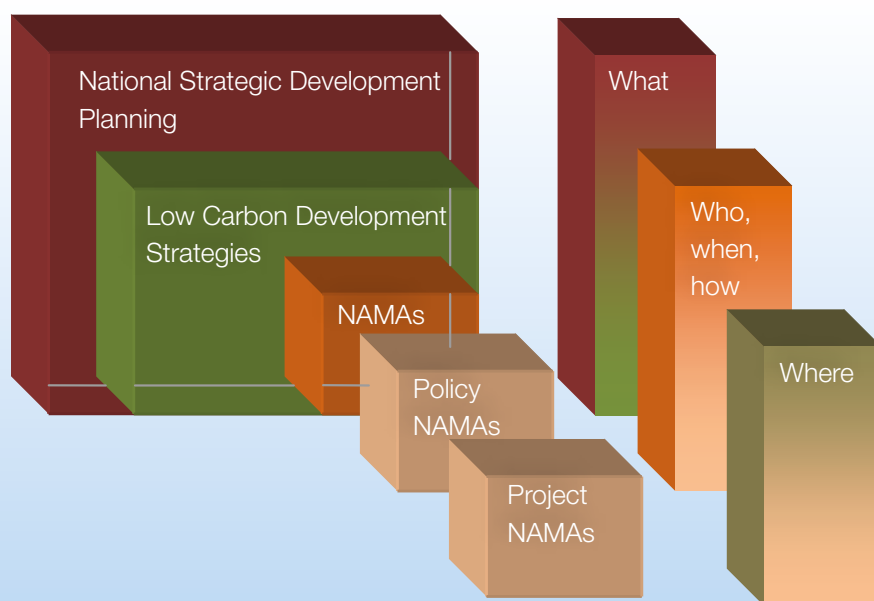 National Strategic Development
Planning
Low Carbon Development
Strategies
NAMAs
Policy
NAMAs
Project
NAMAs
What
Who,
when,
how
Where